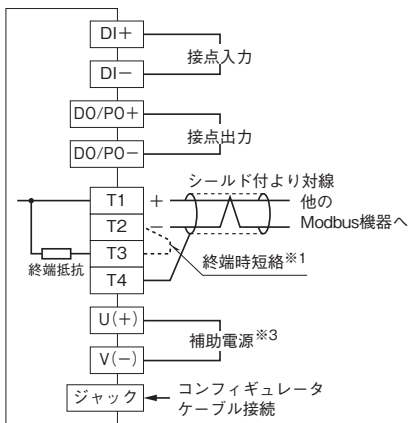 DI+
DI−
接点入力
DO/PO+
DO/PO−
接点出力
シールド付より対線
T1
+
他の
Modbus機器へ
T2
−
T3
終端抵抗
終端時短絡※1
T4
U(+)
補助電源※3
V(−)
ジャック
コンフィギュレータ
ケーブル接続